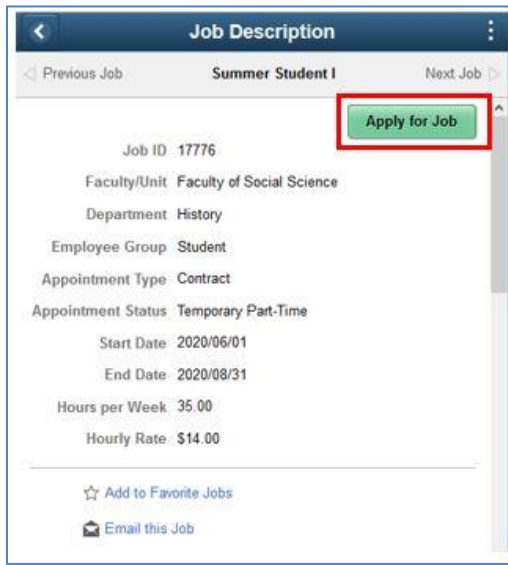 Job Description
Previous Job Summer Student I Next Job
Apply for Job
Job ID 17776
Faculty/Unit Faculty of Social Science
Department History
Employee Group Student
Appointment Type Contract
Appointment Status Temporary Part-Time
Start Date 2020/06/01
End Date 2020/08/31
Hours per Week 35.00
Hourly Rate $14.00
Add to Favorite Jobs
Email this Job